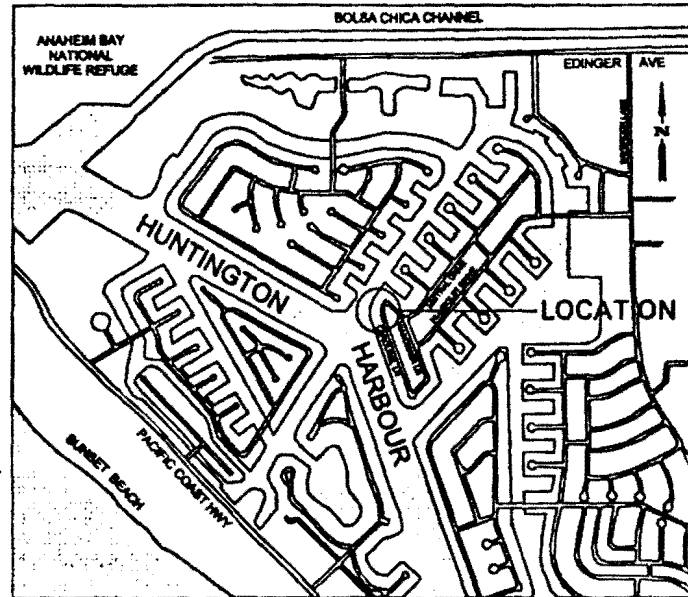 BOLSA CHICA CHANNEL
ANAHEIM BAY
NATIONAL
WILDLIFE REFUGE
EDINGER AVE
N
HUNTINGTON
LOCATION
HARBOUR
SUNSET BEACH
PACIFIC COAST HWY